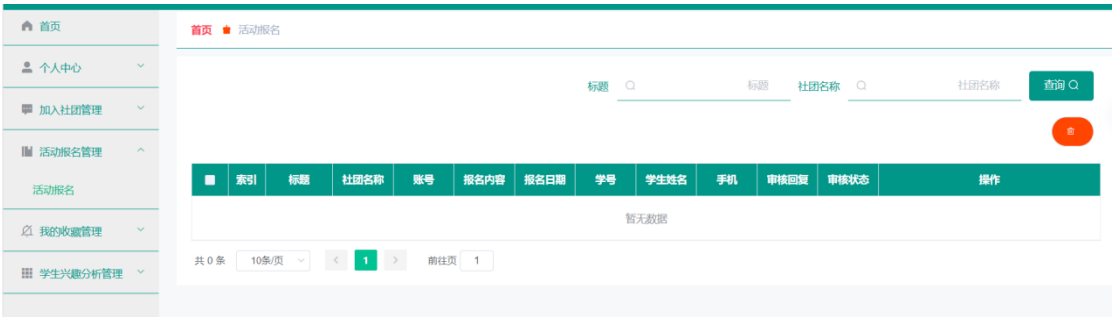 首页
个人中心
加入社团管理
活动报名管理
活动报名
我的收藏管理
学生兴趣分析管理
首页 活动报名
标题 标题 社团名称 社团名称 查询
索引 标题 社团名称 账号 报名内容 报名日期 学号 学生姓名 手机 审核回复 审核状态 操作
暂无数据
共 0 条 10条/页 1 前往页 1